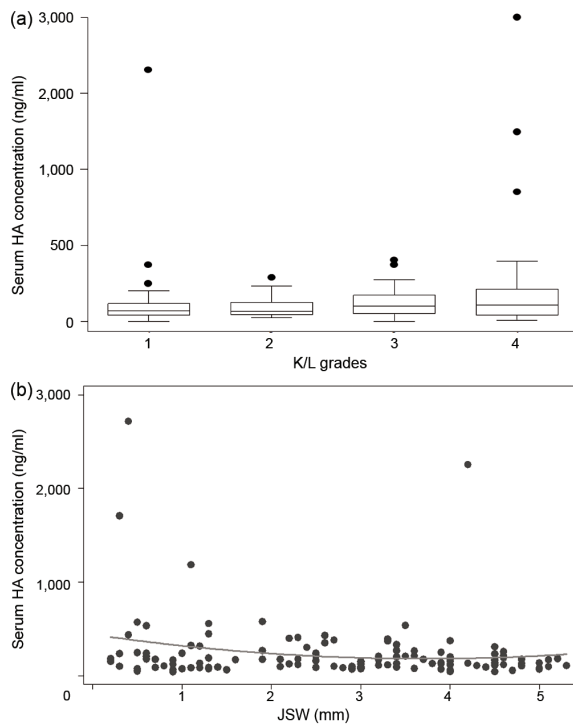 (a)
Serum HA concentration (ng/ml)
3,000
2,000
1,000
500
0
1 2 3 4
K/L grades
(b)
Serum HA concentration (ng/ml)
3,000
2,000
1,000
0
1 2 3 4 5
JSW (mm)